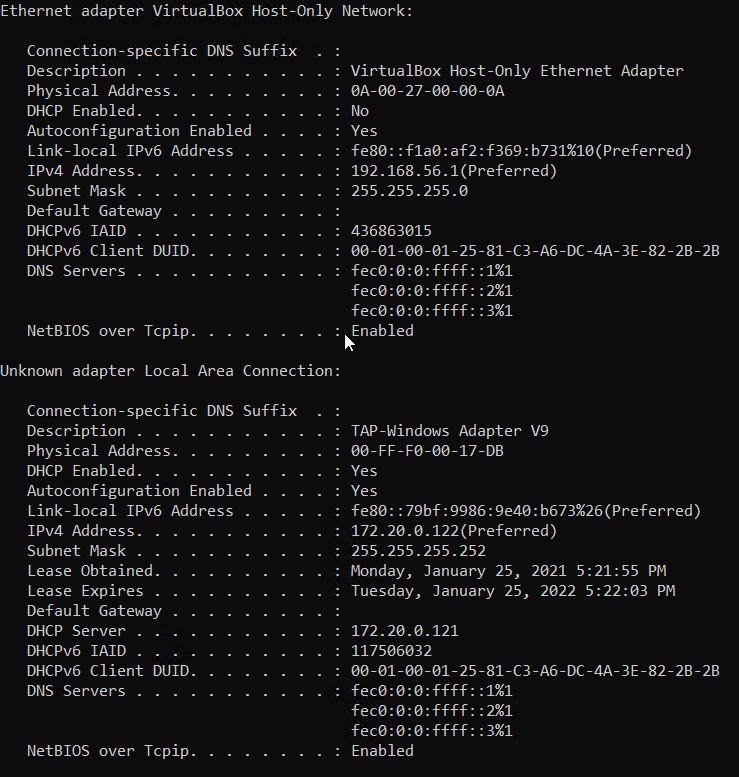 Ethernet adapter VirtualBox Host-Only Network:
Connection-specific DNS Suffix  . :
Description . . . . . . . . . . . : VirtualBox Host-Only Ethernet Adapter
Physical Address. . . . . . . . . : 0A-00-27-00-00-0A
DHCP Enabled. . . . . . . . . . . : No
Autoconfiguration Enabled . . . . : Yes
Link-local IPv6 Address . . . . . : fe80::f1a0:af2:f369:b731%10(Preferred)
IPv4 Address. . . . . . . . . . . : 192.168.56.1(Preferred)
Subnet Mask . . . . . . . . . . . : 255.255.255.0
Default Gateway . . . . . . . . . :
DHCPv6 IAID . . . . . . . . . . . : 436863015
DHCPv6 Client DUID. . . . . . . . : 00-01-00-01-25-81-C3-A6-DC-4A-3E-82-2B-2B
DNS Servers . . . . . . . . . . . : fec0:0:0:ffff::1%1
fec0:0:0:ffff::2%1
fec0:0:0:ffff::3%1
NetBIOS over Tcpip. . . . . . . . : Enabled
Unknown adapter Local Area Connection:
Connection-specific DNS Suffix  . :
Description . . . . . . . . . . . : TAP-Windows Adapter V9
Physical Address. . . . . . . . . : 00-FF-F0-00-17-DB
DHCP Enabled. . . . . . . . . . . : Yes
Autoconfiguration Enabled . . . . : Yes
Link-local IPv6 Address . . . . . : fe80::79bf:9986:9e40:b673%26(Preferred)
IPv4 Address. . . . . . . . . . . : 172.20.0.122(Preferred)
Subnet Mask . . . . . . . . . . . : 255.255.255.252
Lease Obtained. . . . . . . . . . : Monday, January 25, 2021 5:21:55 PM
Lease Expires . . . . . . . . . . : Tuesday, January 25, 2022 5:22:03 PM
Default Gateway . . . . . . . . . :
DHCP Server . . . . . . . . . . . : 172.20.0.121
DHCPv6 IAID . . . . . . . . . . . : 117506032
DHCPv6 Client DUID. . . . . . . . : 00-01-00-01-25-81-C3-A6-DC-4A-3E-82-2B-2B
DNS Servers . . . . . . . . . . . : fec0:0:0:ffff::1%1
fec0:0:0:ffff::2%1
fec0:0:0:ffff::3%1
NetBIOS over Tcpip. . . . . . . . : Enabled